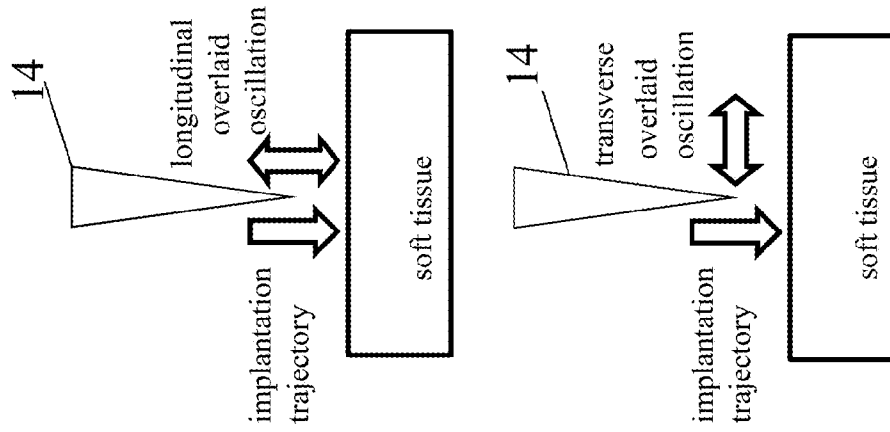 14
longitudinal
overlaid
oscillation
implantation
trajectory
soft tissue
14
transverse
overlaid
oscillation
implantation
trajectory
soft tissue